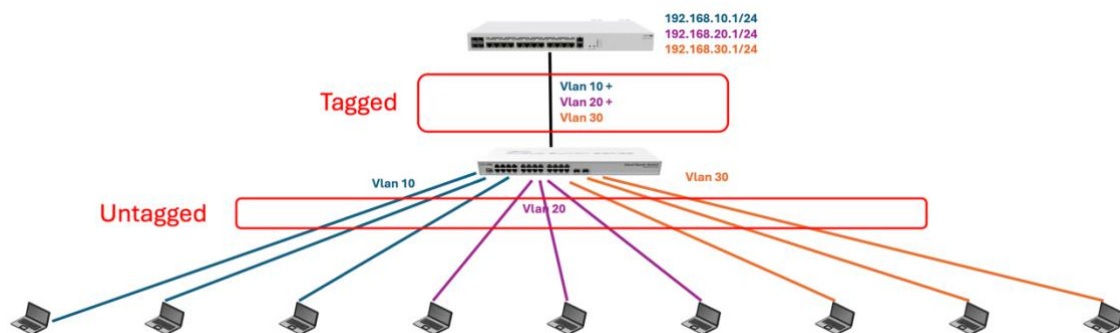 192.168.10.1/24
192.168.20.1/24
192.168.30.1/24
Tagged
Vlan 10 +
Vlan 20 +
Vlan 30
Vlan 10
Vlan 30
Untagged
Vlan 20